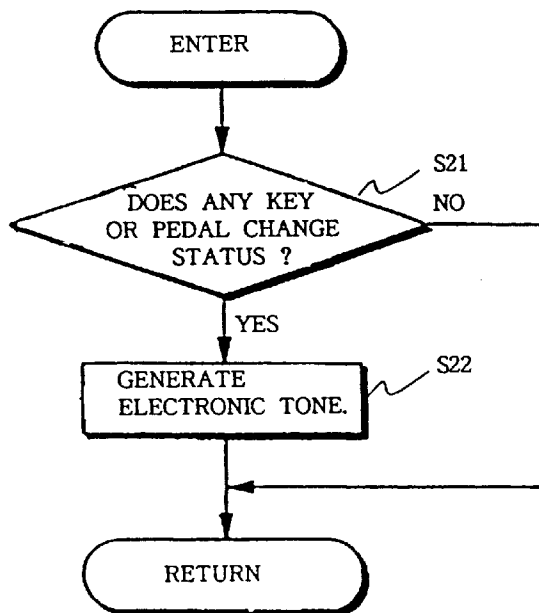 ENTER
S21
DOES ANY KEY
OR PEDAL CHANGE
STATUS ?
NO
YES
S22
GENERATE
ELECTRONIC TONE.
RETURN